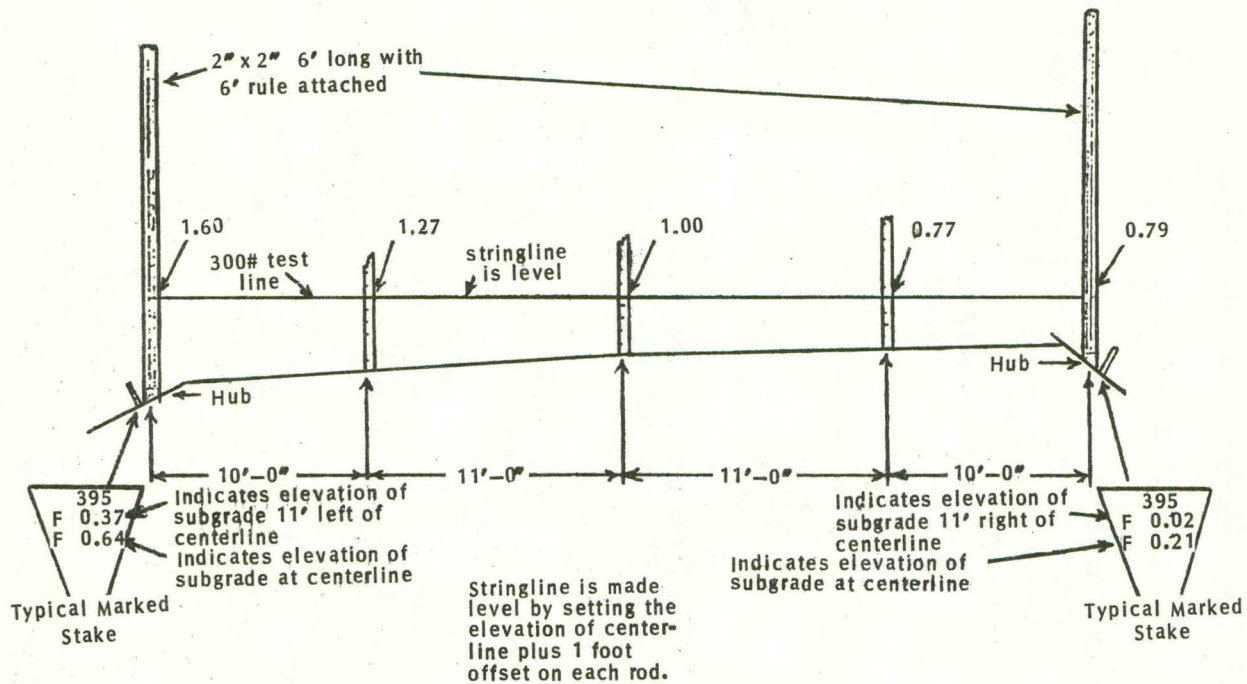 2" x 2" 6' long with
6' rule attached
1.60
1.27
1.00
0.77
0.79
300# test
line
stringline
is level
Hub
Hub
10'-0"
11'-0"
11'-0"
10'-0"
395
F 0.37
F 0.64
Indicates elevation of
subgrade 11' left of
centerline
Indicates elevation of
subgrade at centerline
Typical Marked
Stake
Stringline is made
level by setting the
elevation of center-
line plus 1 foot
offset on each rod.
Indicates elevation of
subgrade 11' right of
centerline
Indicates elevation of
subgrade at centerline
395
F 0.02
F 0.21
Typical Marked
Stake